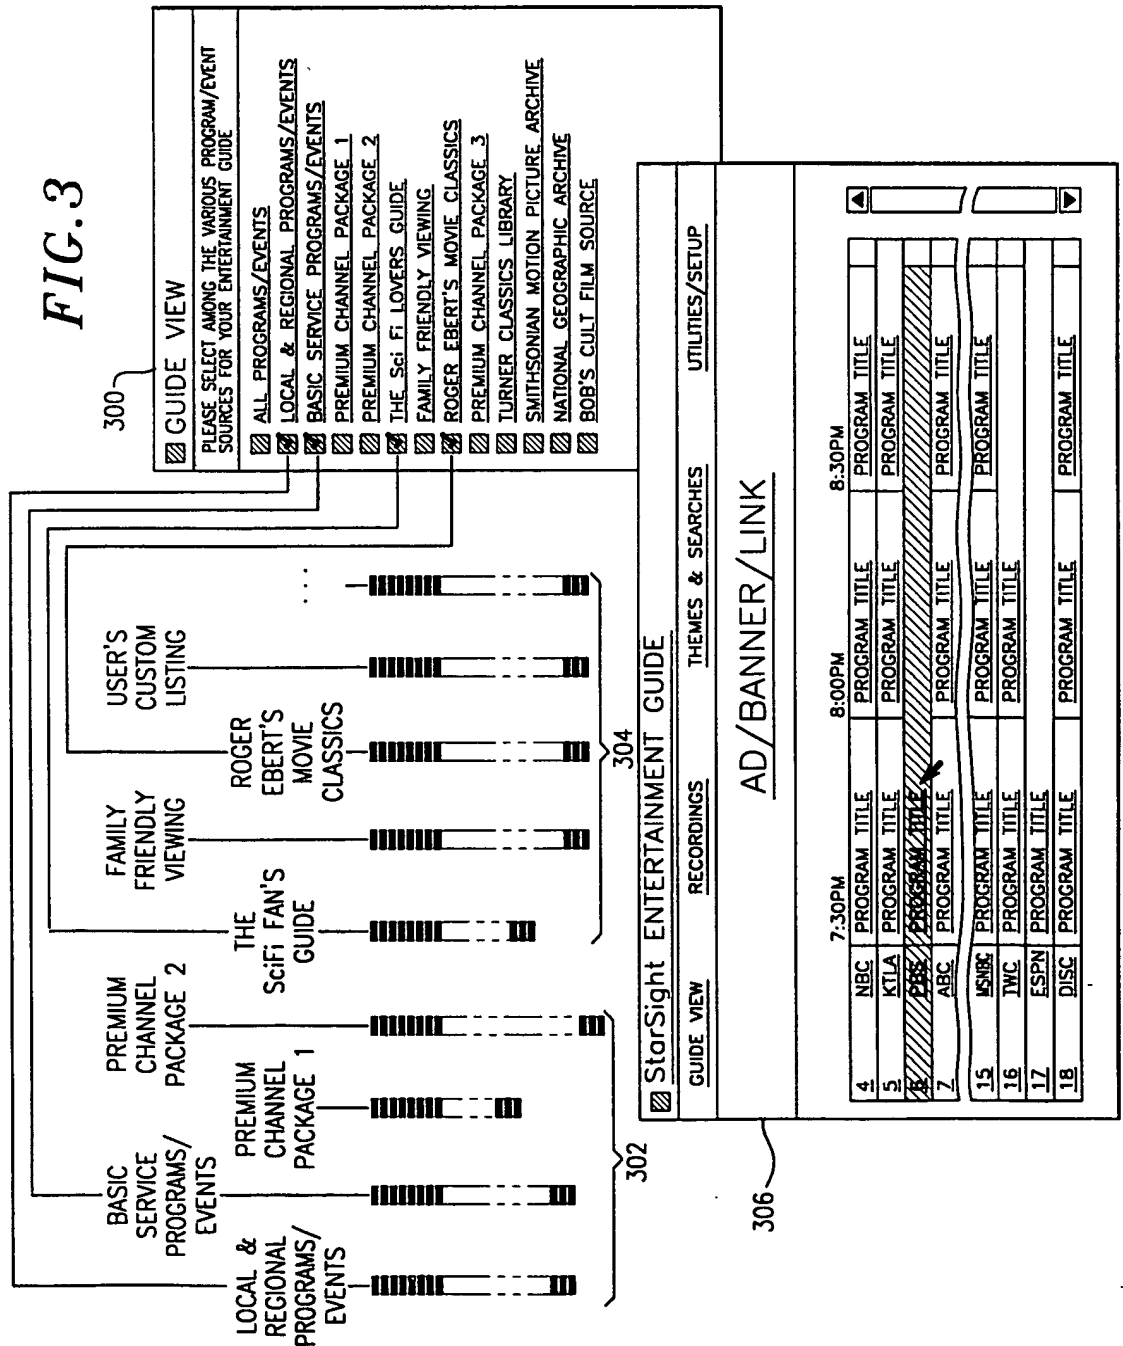 FIG.3
300
GUIDE VIEW
PLEASE SELECT AMONG THE VARIOUS PROGRAM/EVENT
SOURCES FOR YOUR ENTERTAINMENT GUIDE
ALL PROGRAMS/EVENTS
LOCAL & REGIONAL PROGRAMS/EVENTS
BASIC SERVICE PROGRAMS/EVENTS
PREMIUM CHANNEL PACKAGE 1
PREMIUM CHANNEL PACKAGE 2
THE Sci Fi LOVERS GUIDE
FAMILY FRIENDLY VIEWING
ROGER EBERT'S MOVIE CLASSICS
PREMIUM CHANNEL PACKAGE 3
TURNER CLASSICS LIBRARY
SMITHSONIAN MOTION PICTURE ARCHIVE
NATIONAL GEOGRAPHIC ARCHIVE
BOB'S CULT FILM SOURCE
LOCAL &
REGIONAL
PROGRAMS/
EVENTS
BASIC
SERVICE
PROGRAMS/
EVENTS
PREMIUM
CHANNEL
PACKAGE 1
PREMIUM
CHANNEL
PACKAGE 2
THE
SciFi FAN'S
GUIDE
FAMILY
FRIENDLY
VIEWING
ROGER
EBERT'S
MOVIE
CLASSICS
USER'S
CUSTOM
LISTING
...
302
304
306
StarSight ENTERTAINMENT GUIDE
GUIDE VIEW RECORDINGS THEMES & SEARCHES UTILITIES/SETUP
AD/BANNER/LINK
7:30PM 8:00PM 8:30PM
4 NBC PROGRAM TITLE PROGRAM TITLE PROGRAM TITLE
5 KTLA PROGRAM TITLE PROGRAM TITLE PROGRAM TITLE
6 PBS PROGRAM TITLE
7 ABC PROGRAM TITLE PROGRAM TITLE PROGRAM TITLE
15 MSNBC PROGRAM TITLE PROGRAM TITLE PROGRAM TITLE
16 TWC PROGRAM TITLE PROGRAM TITLE
17 ESPN PROGRAM TITLE
18 DISC PROGRAM TITLE PROGRAM TITLE PROGRAM TITLE